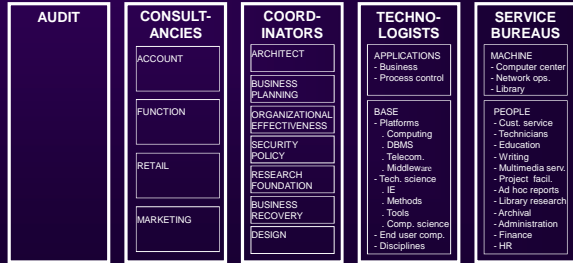 AUDIT
CONSULT-
ANCIES
ACCOUNT
FUNCTION
RETAIL
MARKETING
COORD-
INATORS
ARCHITECT
BUSINESS
PLANNING
ORGANIZATIONAL
EFFECTIVENESS
SECURITY
POLICY
RESEARCH
FOUNDATION
BUSINESS
RECOVERY
DESIGN
TECHNO-
LOGISTS
APPLICATIONS
- Business
- Process control
BASE
- Platforms
. Computing
. DBMS
. Telecom.
. Middleware
- Tech. science
. IE
. Methods
. Tools
. Comp. science
- End user comp.
- Disciplines
SERVICE
BUREAUS
MACHINE
- Computer center
- Network ops.
- Library
PEOPLE
- Cust. service
- Technicians
- Education
- Writing
- Multimedia serv.
- Project facil.
- Ad hoc reports
- Library research
- Archival
- Administration
- Finance
- HR